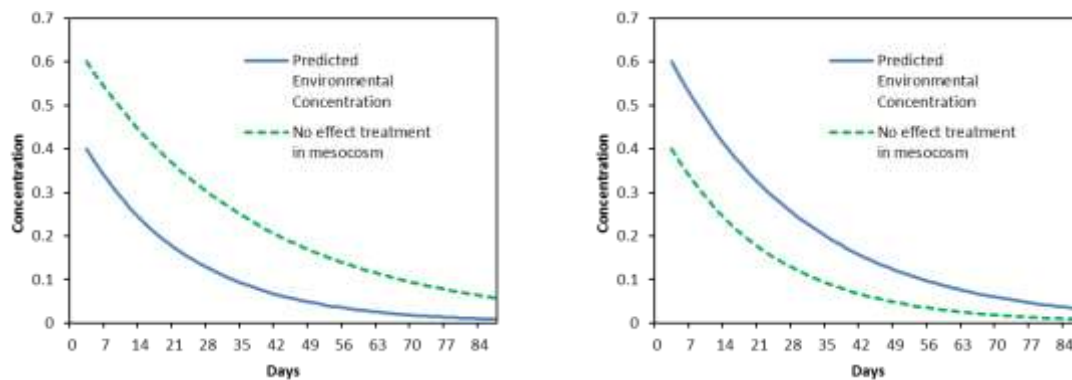 0.7
0.6
0.5
0.4
0.3
0.2
0.1
0
Concentration
Predicted
Environmental
Concentration
No effect treatment
in mesocosm
0 7 14 21 28 35 42 49 56 63 70 77 84
Days
0.7
0.6
0.5
0.4
0.3
0.2
0.1
0
Concentration
Predicted
Environmental
Concentration
No effect treatment
in mesocosm
0 7 14 21 28 35 42 49 56 63 70 77 84
Days